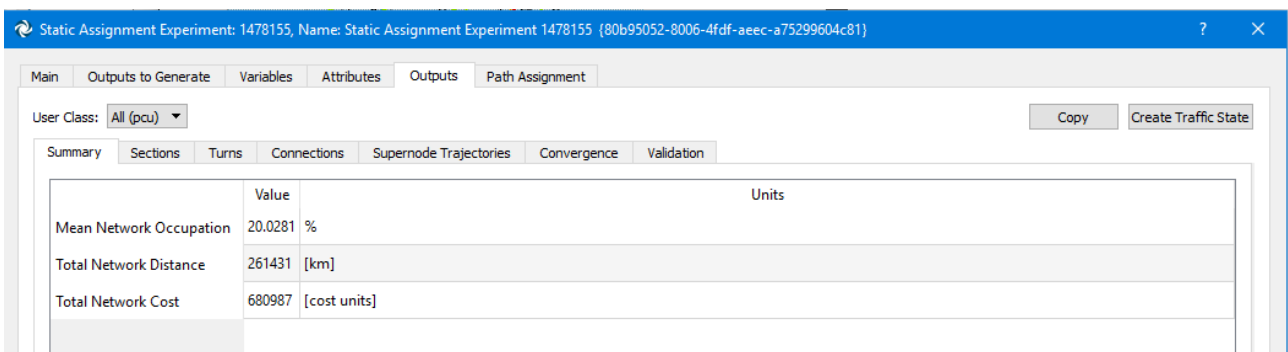 Static Assignment Experiment: 1478155, Name: Static Assignment Experiment 1478155 {80b95052-8006-4fdf-aeec-a75299604c81} ?
Main Outputs to Generate Variables Attributes Outputs Path Assignment
User Class: All (pcu) Copy Create Traffic State
Summary Sections Turns Connections Supernode Trajectories Convergence Validation
Value Units
Mean Network Occupation 20.0281 %
Total Network Distance 261431 [km]
Total Network Cost 680987 [cost units]